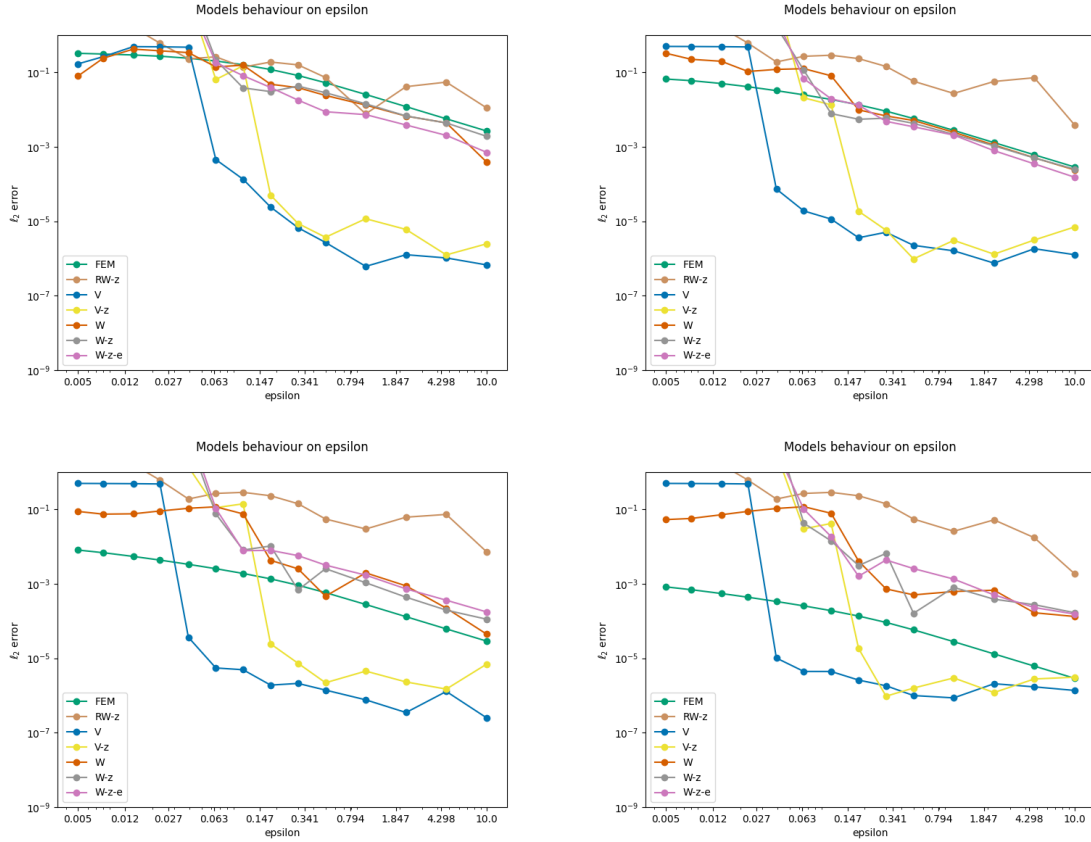 Models behaviour on epsilon
ℓ2 error
10−1
10−3
10−5
10−7
10−9
FEM
RW-z
V
V-z
W
W-z
W-z-e
0.005 0.012 0.027 0.063 0.147 0.341 0.794 1.847 4.298 10.0
epsilon
Models behaviour on epsilon
ℓ2 error
10−1
10−3
10−5
10−7
10−9
FEM
RW-z
V
V-z
W
W-z
W-z-e
0.005 0.012 0.027 0.063 0.147 0.341 0.794 1.847 4.298 10.0
epsilon
Models behaviour on epsilon
ℓ2 error
10−1
10−3
10−5
10−7
10−9
FEM
RW-z
V
V-z
W
W-z
W-z-e
0.005 0.012 0.027 0.063 0.147 0.341 0.794 1.847 4.298 10.0
epsilon
Models behaviour on epsilon
ℓ2 error
10−1
10−3
10−5
10−7
10−9
FEM
RW-z
V
V-z
W
W-z
W-z-e
0.005 0.012 0.027 0.063 0.147 0.341 0.794 1.847 4.298 10.0
epsilon